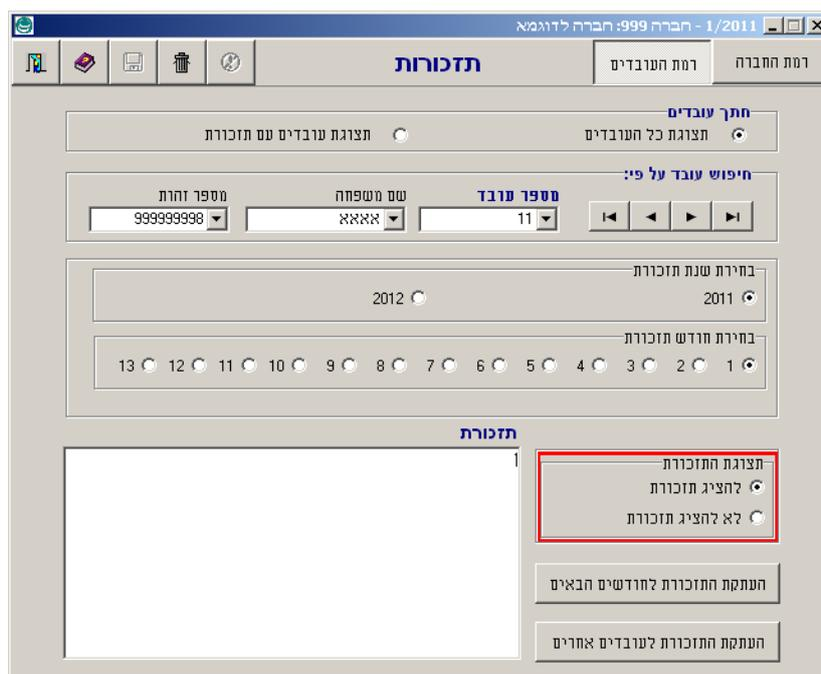 1/2011 - חברה 999: חברה לדוגמא
רמת החברה רמת העובדים תזכורות
חתך עובדים
תצוגת כל העובדים תצוגת עובדים עם תזכורת
חיפוש עובד על פי:
מספר עובד שם משפחה מספר זהות
11 אאאא 999999998
בחירת שנת תזכורת
2011 2012
בחירת חודש תזכורת
1 2 3 4 5 6 7 8 9 10 11 12 13
תזכורת
1
תצוגת התזכורת
להציג תזכורת
לא להציג תזכורת
העתקת התזכורת לחודשים הבאים
העתקת התזכורת לעובדים אחרים